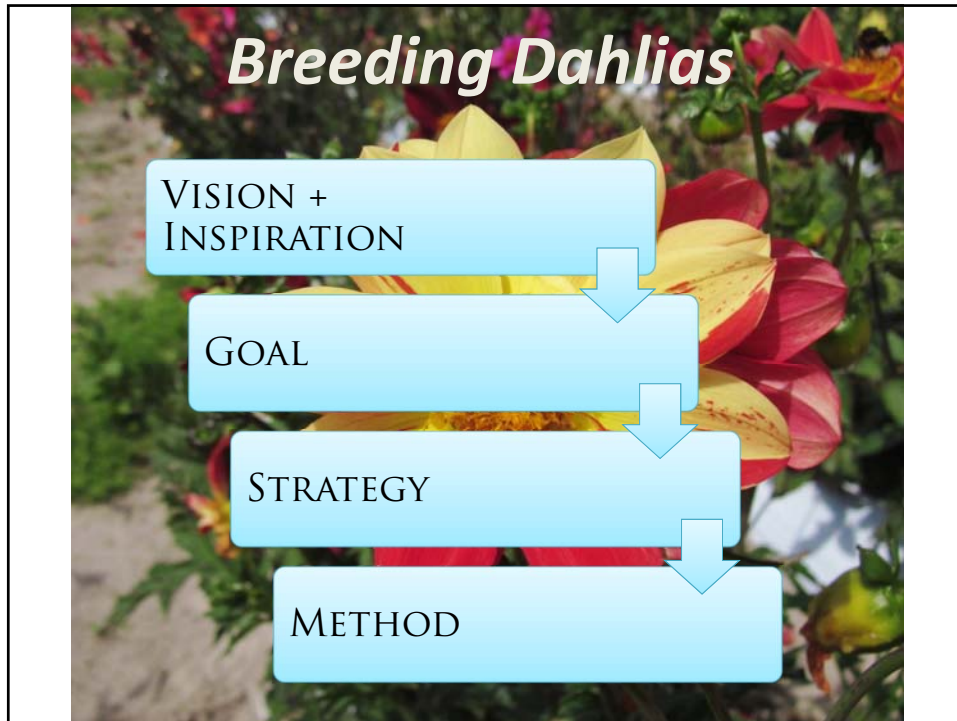 Breeding Dahlias
VISION +
INSPIRATION
GOAL
STRATEGY
METHOD